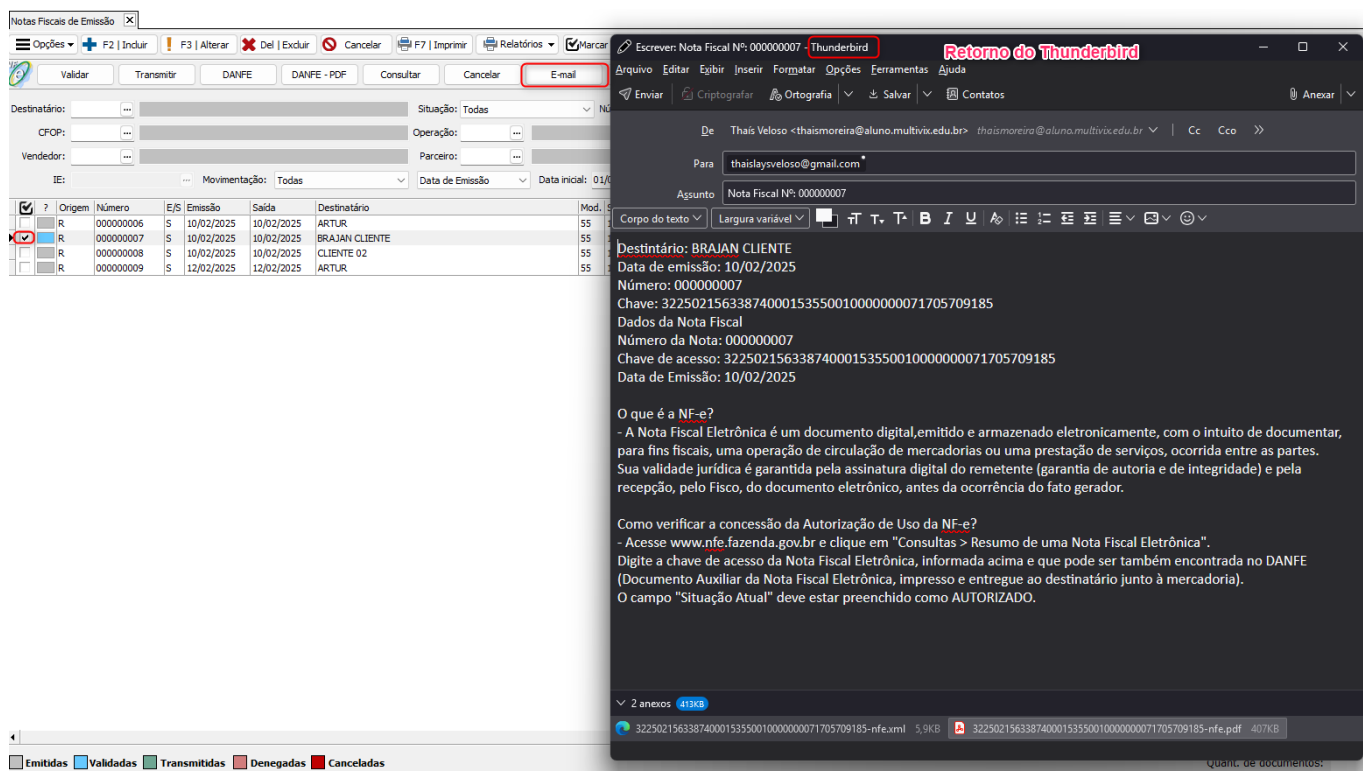 Notas Fiscais de Emissão
Opções F2 | Incluir F3 | Alterar Del | Excluir Cancelar F7 | Imprimir Relatórios Marcar
Validar Transmitir DANFE DANFE - PDF Consultar Cancelar E-mail
Destinatário: ... Situação: Todas
CFOP: ... Operação: ...
Vendedor: ... Parceiro: ...
IE: ... Movimentação: Todas Data de Emissão Data inicial: 01/
? Origem Número E/S Emissão Saída Destinatário Mod.
R 000000006 S 10/02/2025 10/02/2025 ARTUR 55
R 000000007 S 10/02/2025 10/02/2025 BRAJAN CLIENTE 55
R 000000008 S 10/02/2025 10/02/2025 CLIENTE 02 55
R 000000009 S 12/02/2025 12/02/2025 ARTUR 55
Emitidas Validadas Transmitidas Denegadas Canceladas
Escrever: Nota Fiscal Nº: 000000007 - Thunderbird
Retorno do Thunderbird
Arquivo Editar Exibir Inserir Formatar Opções Ferramentas Ajuda
Enviar Criptografar Ortografia Salvar Contatos Anexar
De Thaís Veloso <thaismoreira@aluno.multivix.edu.br> thaismoreira@aluno.multivix.edu.br Cc Cco
Para thaislaysveloso@gmail.com
Assunto Nota Fiscal Nº: 000000007
Corpo do texto Largura variável
Destintário: BRAJAN CLIENTE
Data de emissão: 10/02/2025
Número: 000000007
Chave: 32250215633874000153550010000000071705709185
Dados da Nota Fiscal
Número da Nota: 000000007
Chave de acesso: 32250215633874000153550010000000071705709185
Data de Emissão: 10/02/2025
O que é a NF-e?
- A Nota Fiscal Eletrônica é um documento digital,emitido e armazenado eletronicamente, com o intuito de documentar,
para fins fiscais, uma operação de circulação de mercadorias ou uma prestação de serviços, ocorrida entre as partes.
Sua validade jurídica é garantida pela assinatura digital do remetente (garantia de autoria e de integridade) e pela
recepção, pelo Fisco, do documento eletrônico, antes da ocorrência do fato gerador.
Como verificar a concessão da Autorização de Uso da NF-e?
- Acesse www.nfe.fazenda.gov.br e clique em "Consultas > Resumo de uma Nota Fiscal Eletrônica".
Digite a chave de acesso da Nota Fiscal Eletrônica, informada acima e que pode ser também encontrada no DANFE
(Documento Auxiliar da Nota Fiscal Eletrônica, impresso e entregue ao destinatário junto à mercadoria).
O campo "Situação Atual" deve estar preenchido como AUTORIZADO.
2 anexos 413KB
32250215633874000153550010000000071705709185-nfe.xml 5,9KB 32250215633874000153550010000000071705709185-nfe.pdf 407KB
Quant. de documentos: